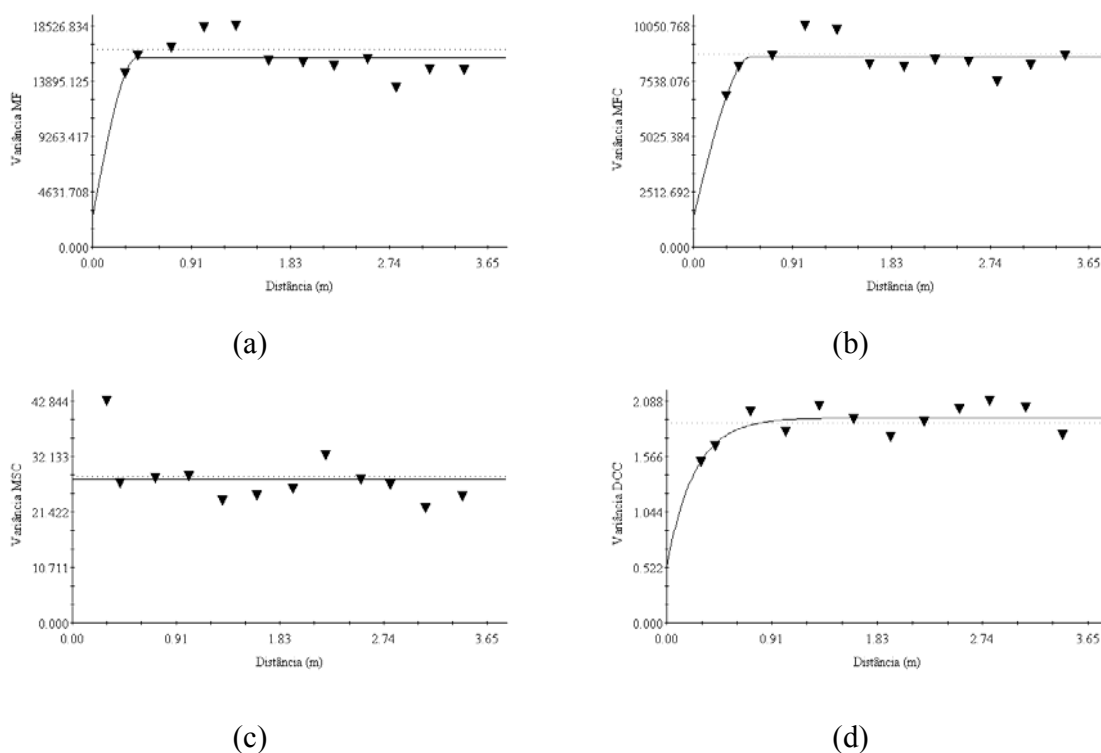 18526.834
13895.125
9263.417
4631.708
0.000
Variância MF
0.00 0.91 1.83 2.74 3.65
Distância (m)
(a)
10050.768
7538.076
5025.384
2512.692
0.000
Variância MFC
0.00 0.91 1.83 2.74 3.65
Distância (m)
(b)
42.844
32.133
21.422
10.711
0.000
Variância MSC
0.00 0.91 1.83 2.74 3.65
Distância (m)
(c)
2.088
1.566
1.044
0.522
0.000
Variância DCC
0.00 0.91 1.83 2.74 3.65
Distância (m)
(d)